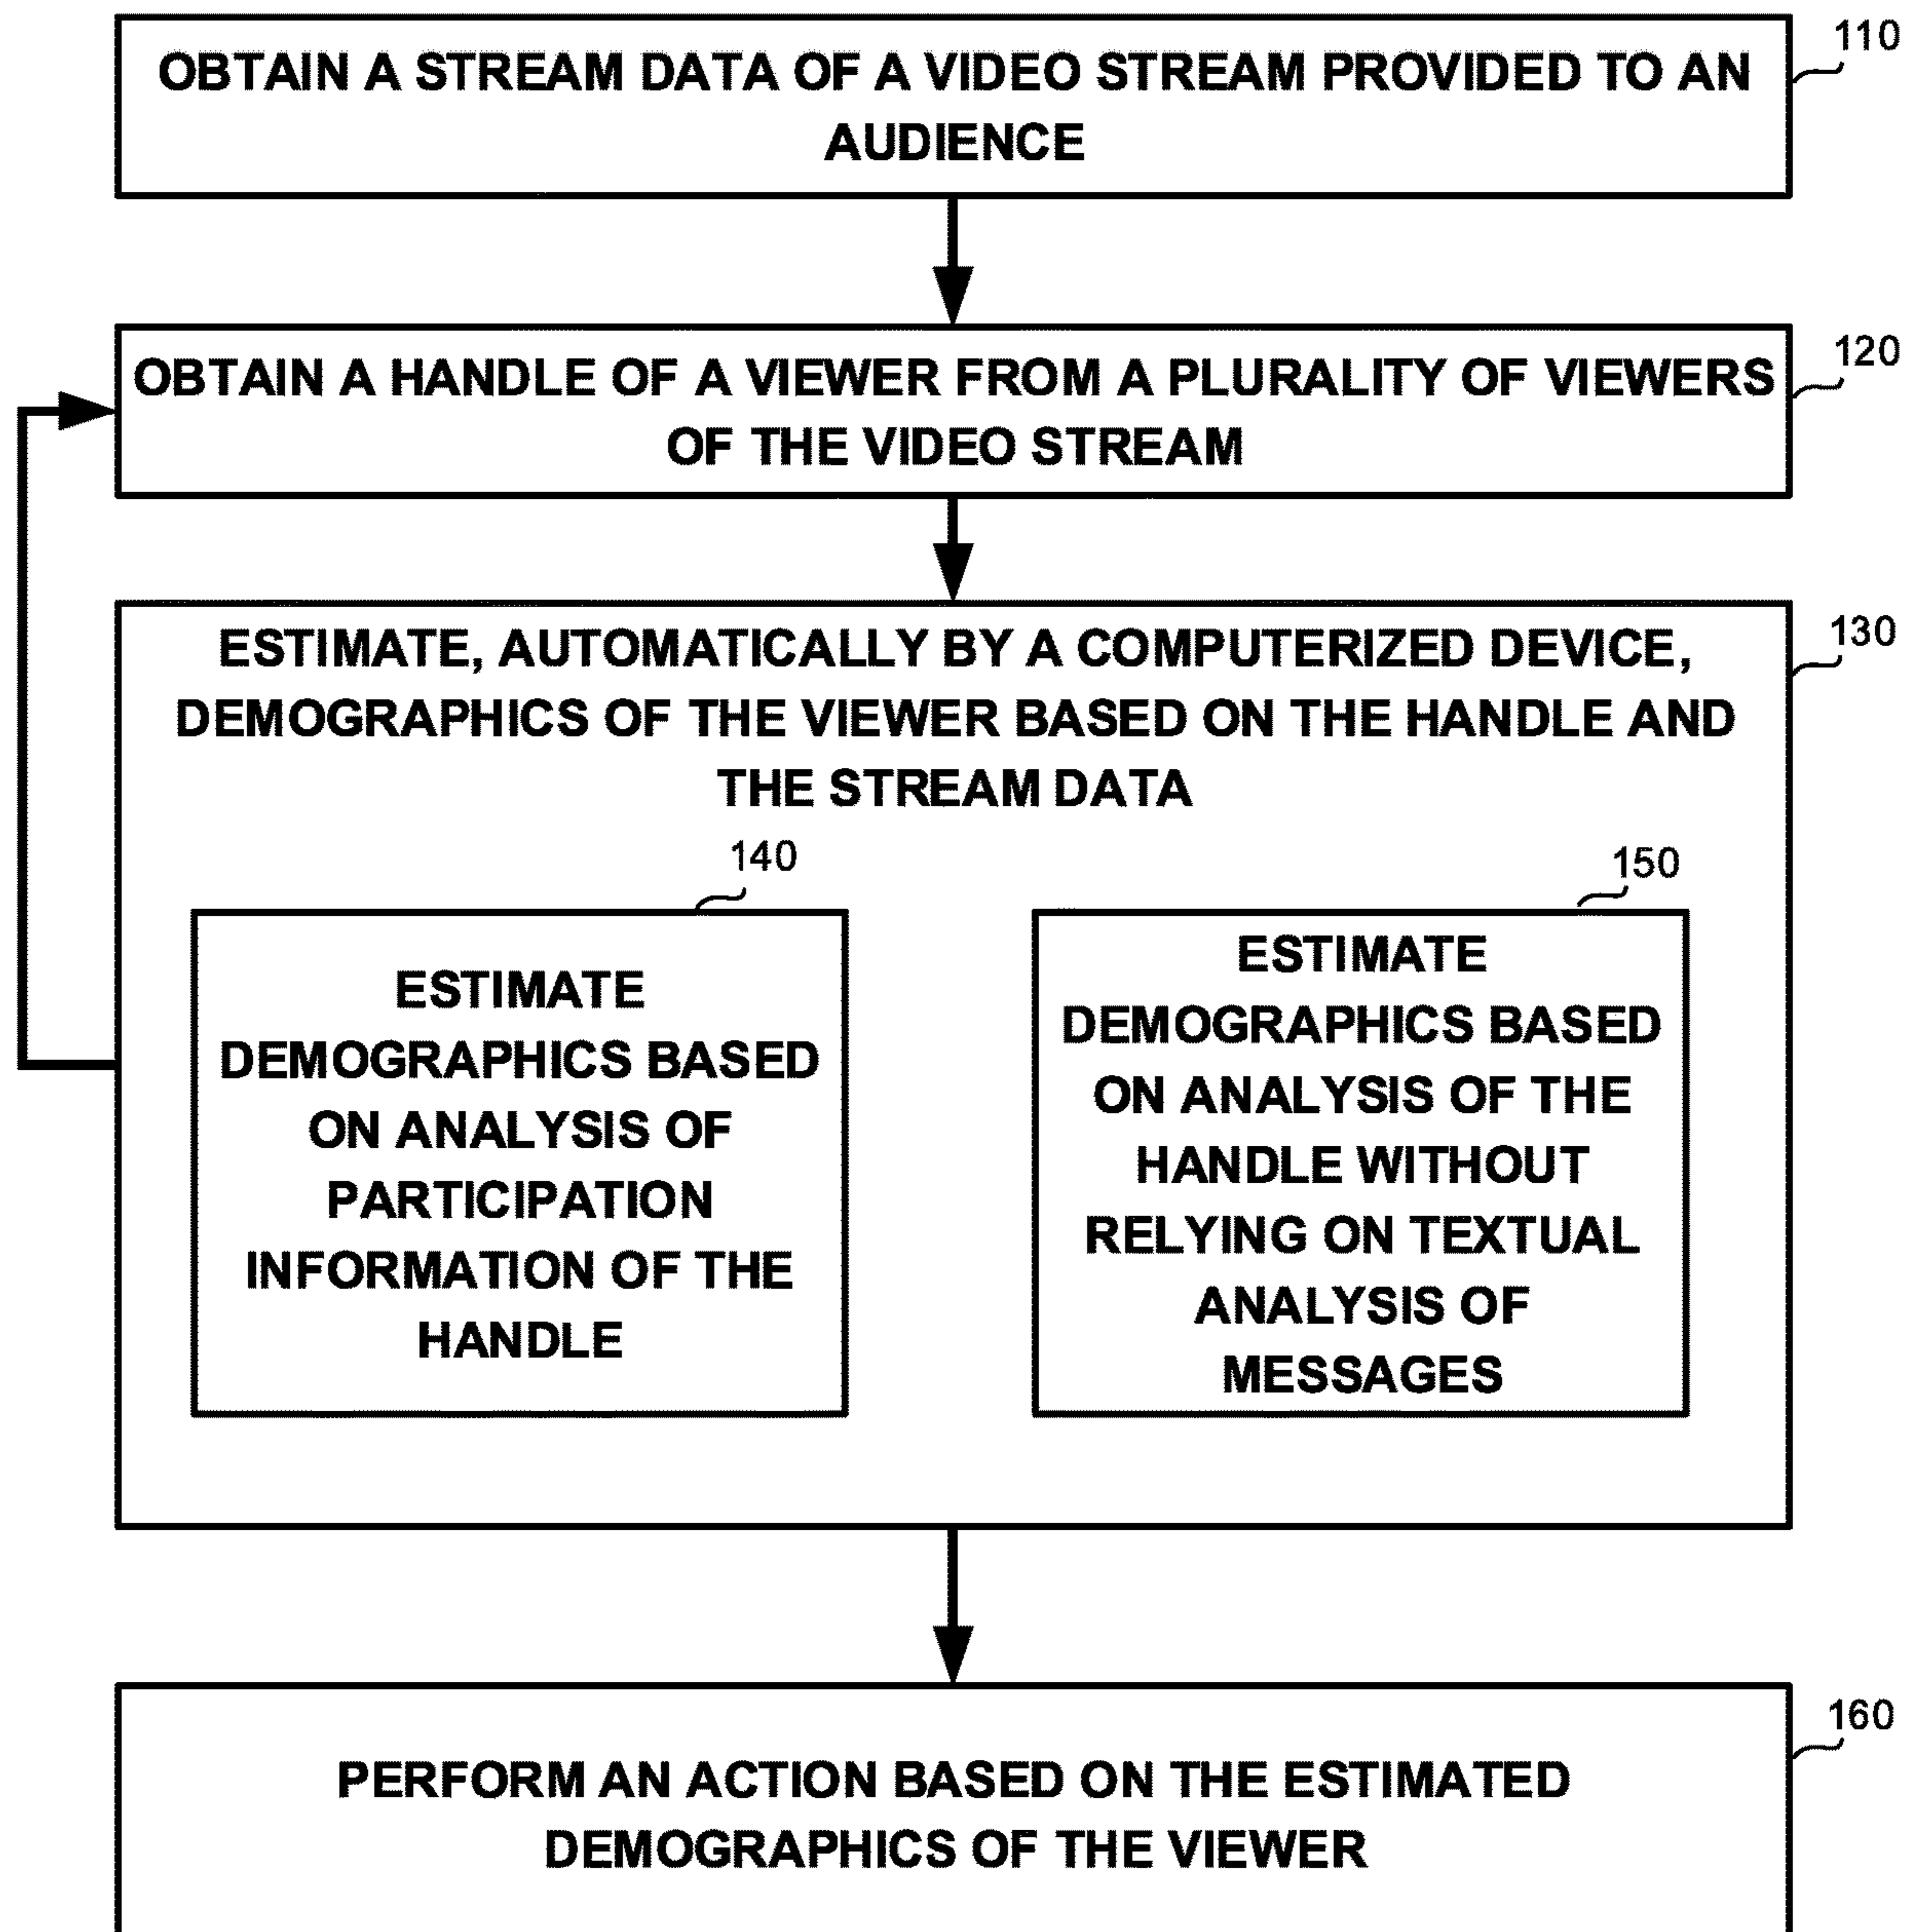 110
OBTAIN A STREAM DATA OF A VIDEO STREAM PROVIDED TO AN
AUDIENCE
120
OBTAIN A HANDLE OF A VIEWER FROM A PLURALITY OF VIEWERS
OF THE VIDEO STREAM
130
ESTIMATE, AUTOMATICALLY BY A COMPUTERIZED DEVICE,
DEMOGRAPHICS OF THE VIEWER BASED ON THE HANDLE AND
THE STREAM DATA
140
ESTIMATE
DEMOGRAPHICS BASED
ON ANALYSIS OF
PARTICIPATION
INFORMATION OF THE
HANDLE
150
ESTIMATE
DEMOGRAPHICS BASED
ON ANALYSIS OF THE
HANDLE WITHOUT
RELYING ON TEXTUAL
ANALYSIS OF
MESSAGES
160
PERFORM AN ACTION BASED ON THE ESTIMATED
DEMOGRAPHICS OF THE VIEWER